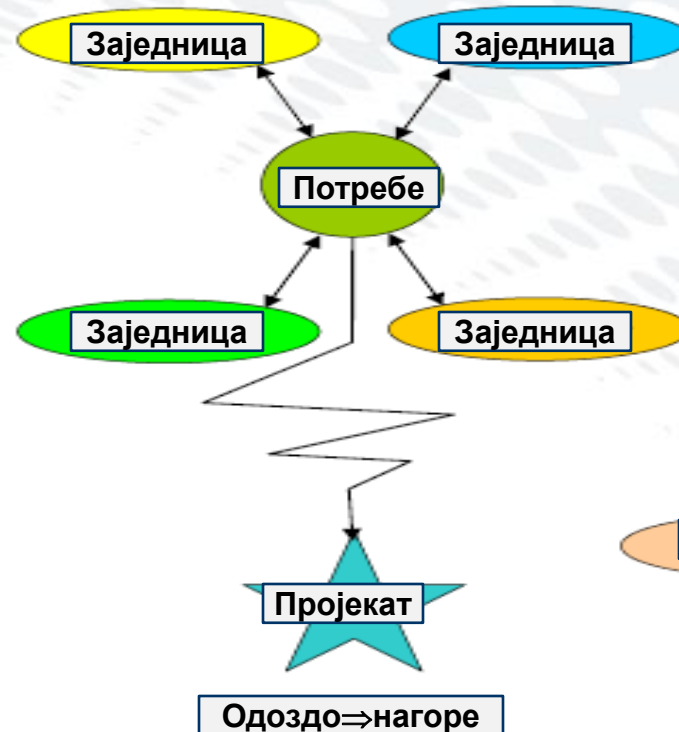 Заједница
Заједница
Потребе
Заједница
Заједница
Пројекат
Одоздо⇒нагоре